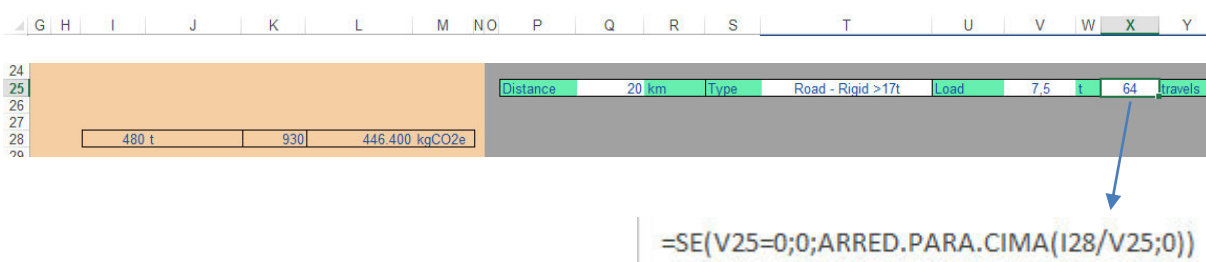 G H I J K L M N O P Q R S T U V W X Y
24
25 Distance 20 km Type Road - Rigid >17t Load 7,5 t 64 travels
26
27
28 480 t 930 446.400 kgCO2e
29
=SE(V25=0;0;ARRED.PARA.CIMA(I28/V25;0))